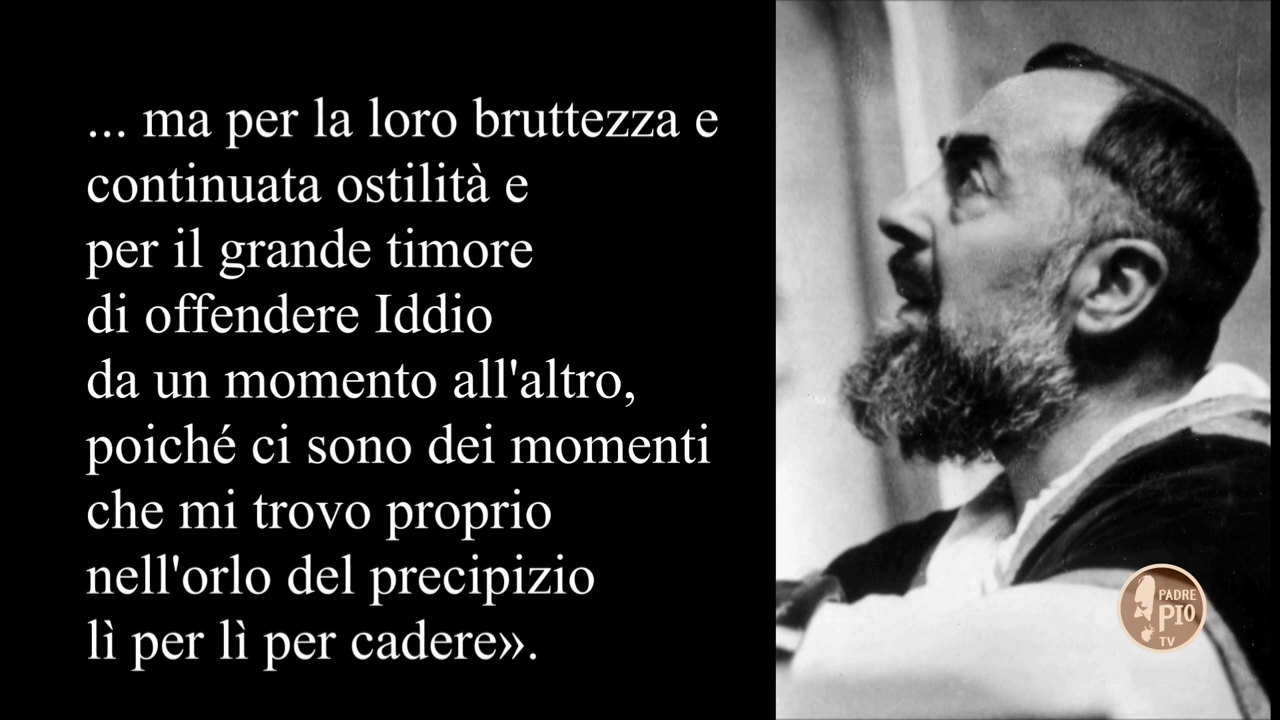 ... ma per la loro bruttezza e
continuata ostilità e
per il grande timore
di offendere Iddio
da un momento all'altro,
poiché ci sono dei momenti
che mi trovo proprio
nell'orlo del precipizio
lì per lì per cadere».
PADRE
PIO
TV